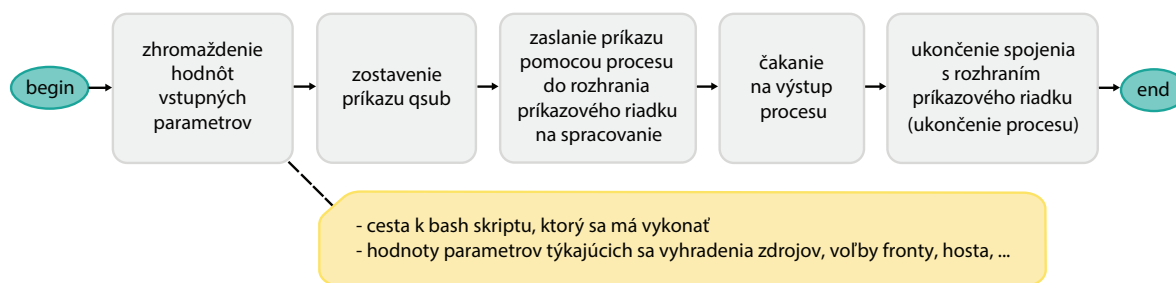 begin
zhromaždenie
hodnôt
vstupných
parametrov
zostavenie
príkazu qsub
zaslanie príkazu
pomocou procesu
do rozhrania
príkazového riadku
na spracovanie
čakanie
na výstup
procesu
ukončenie spojenia
s rozhraním
príkazového riadku
(ukončenie procesu)
end
- cesta k bash skriptu, ktorý sa má vykonať
- hodnoty parametrov týkajúcich sa vyhradenia zdrojov, voľby fronty, hosta, ...